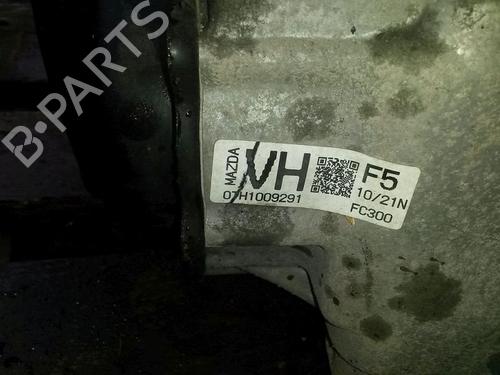 B-PARTS
MAZDA
VH
F5
07H1009291
10/21N
FC300